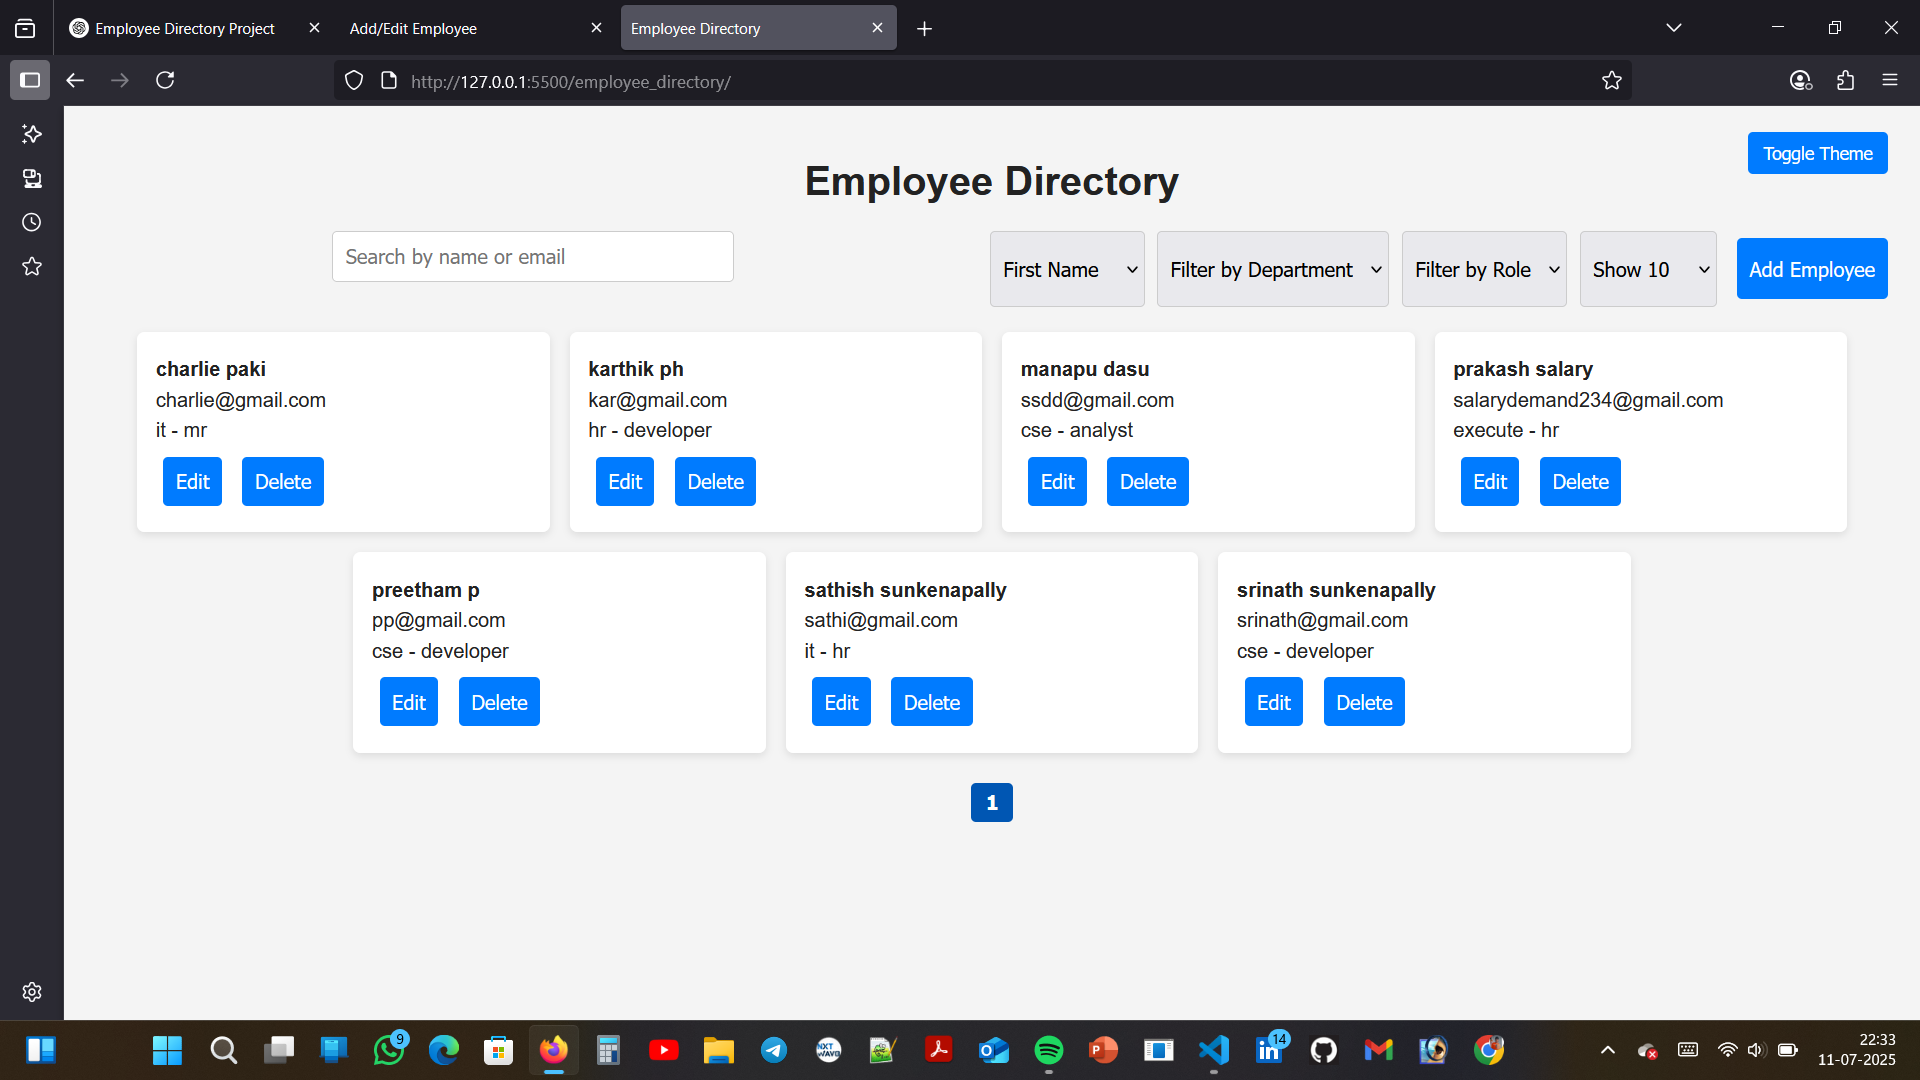 Employee Directory Project
Add/Edit Employee
Employee Directory
http://127.0.0.1:5500/employee_directory/
Toggle Theme
Employee Directory
Search by name or email
First Name
Filter by Department
Filter by Role
Show 10
Add Employee
charlie paki
charlie@gmail.com
it - mr
Edit Delete
karthik ph
kar@gmail.com
hr - developer
Edit Delete
manapu dasu
ssdd@gmail.com
cse - analyst
Edit Delete
prakash salary
salarydemand234@gmail.com
execute - hr
Edit Delete
preetham p
pp@gmail.com
cse - developer
Edit Delete
sathish sunkenapally
sathi@gmail.com
it - hr
Edit Delete
srinath sunkenapally
srinath@gmail.com
cse - developer
Edit Delete
1
9
NXT
WAVE
14
22:33
11-07-2025